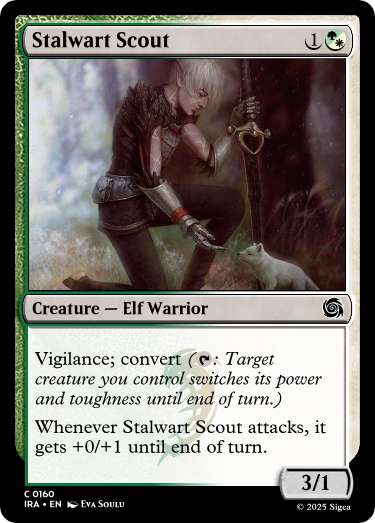 Stalwart Scout 1
Creature — Elf Warrior
Vigilance; convert (: Target
creature you control switches its power
and toughness until end of turn.)
Whenever Stalwart Scout attacks, it
gets +0/+1 until end of turn.
3/1
C 0160
IRA • EN Eva Soulu
© 2025 Sigea